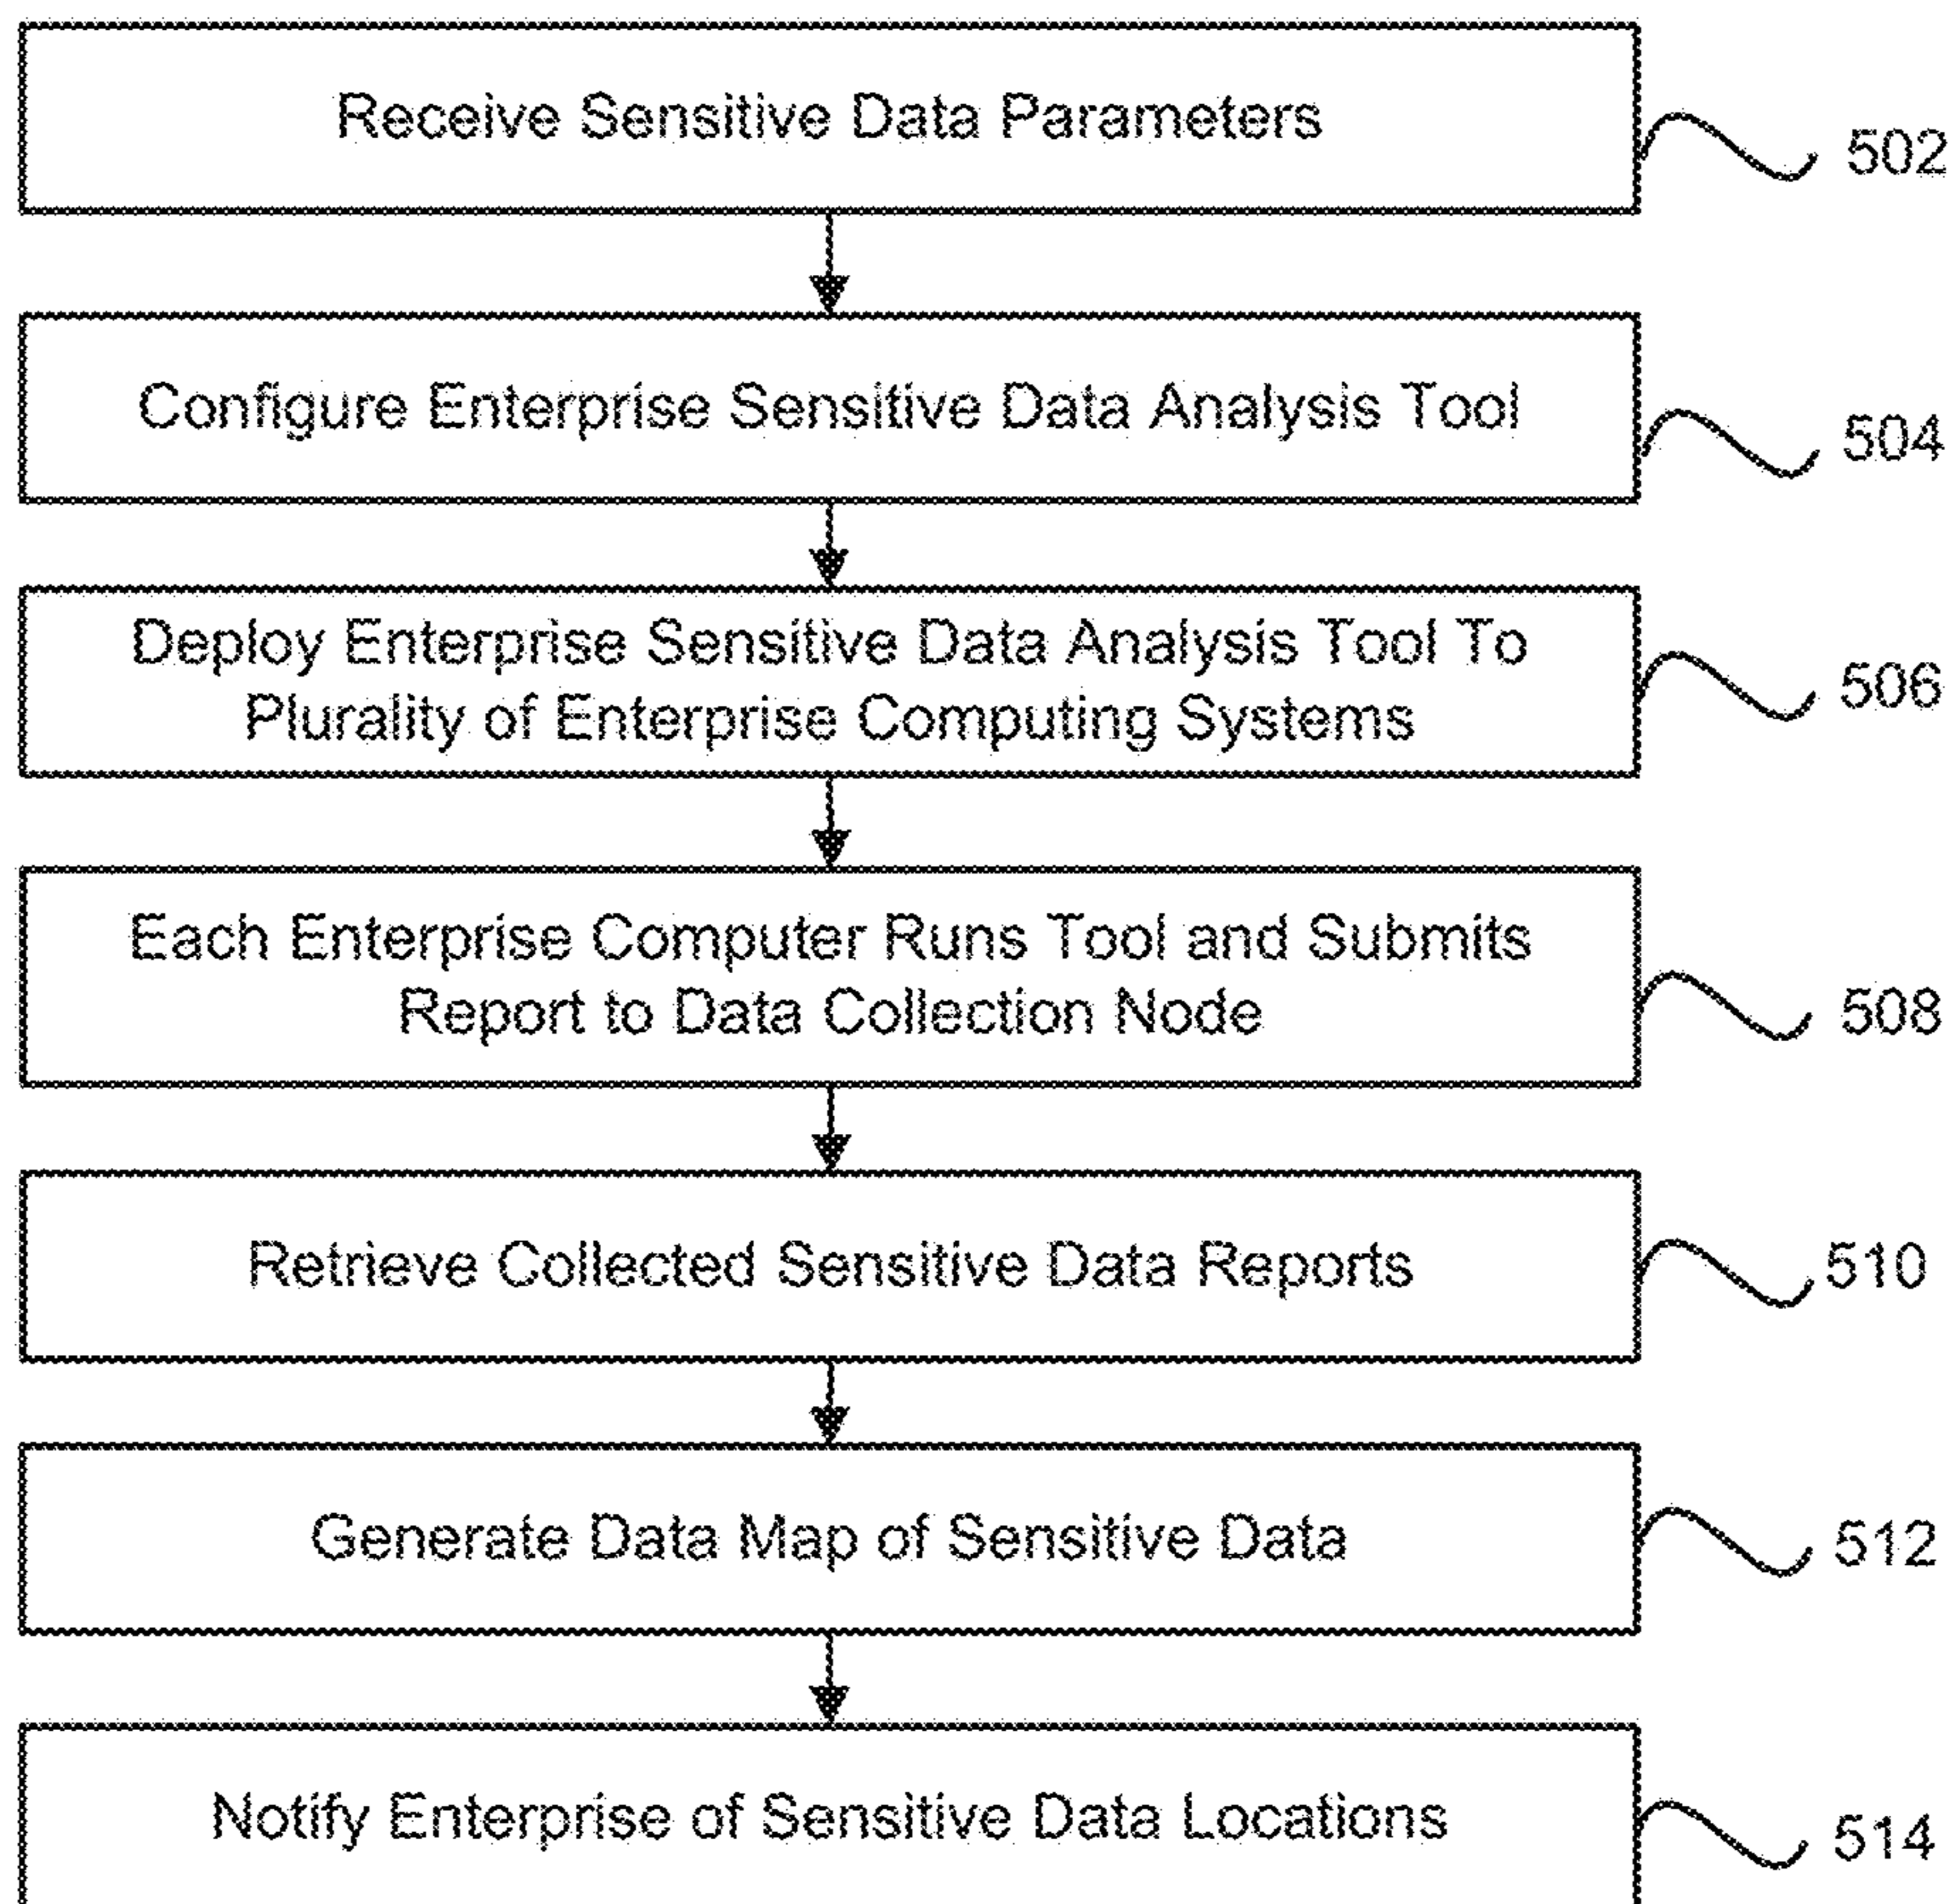 Receive Sensitive Data Parameters
502
Configure Enterprise Sensitive Data Analysis Tool
504
Deploy Enterprise Sensitive Data Analysis Tool To
Plurality of Enterprise Computing Systems
506
Each Enterprise Computer Runs Tool and Submits
Report to Data Collection Node
508
Retrieve Collected Sensitive Data Reports
510
Generate Data Map of Sensitive Data
512
Notify Enterprise of Sensitive Data Locations
514